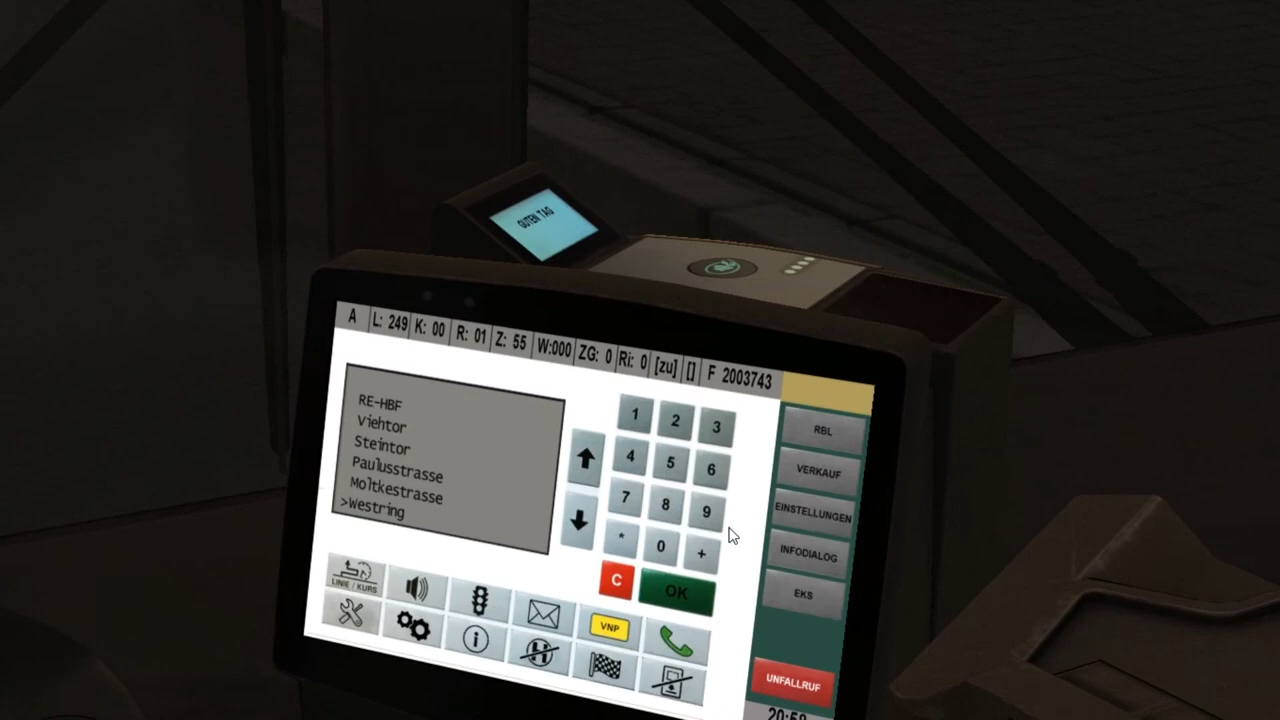 GUTEN TAG
A L: 249 K: 00 R: 01 Z: 55 W:000 ZG: 0 Ri: 0 [zu] [] F 2003743
RE-HBF
Viehtor
Steintor
Paulusstrasse
Moltkestrasse
>Westring
1 2 3
4 5 6
7 8 9
* 0 +
C OK
LINIE / KURS
VNP
i
H
RBL
VERKAUF
EINSTELLUNGEN
INFODIALOG
EKS
UNFALLRUF